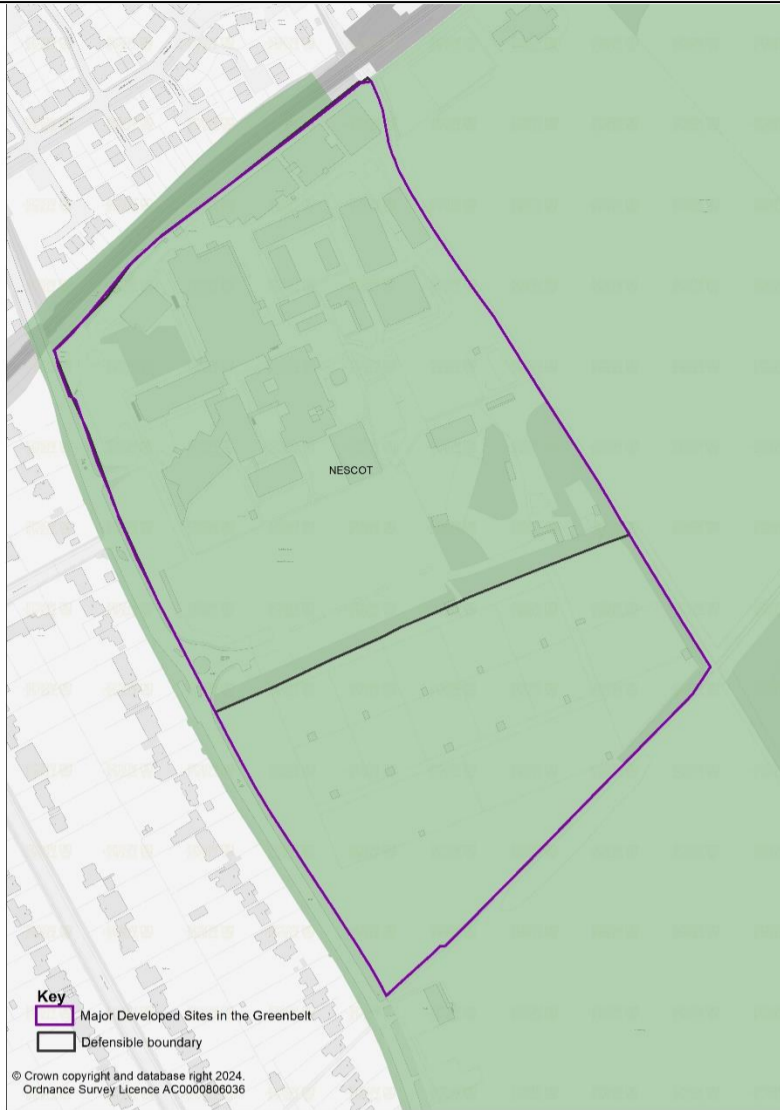 NESCOT
Key
Major Developed Sites in the Greenbelt
Defensible boundary
© Crown copyright and database right 2024.
Ordnance Survey Licence AC0000806036